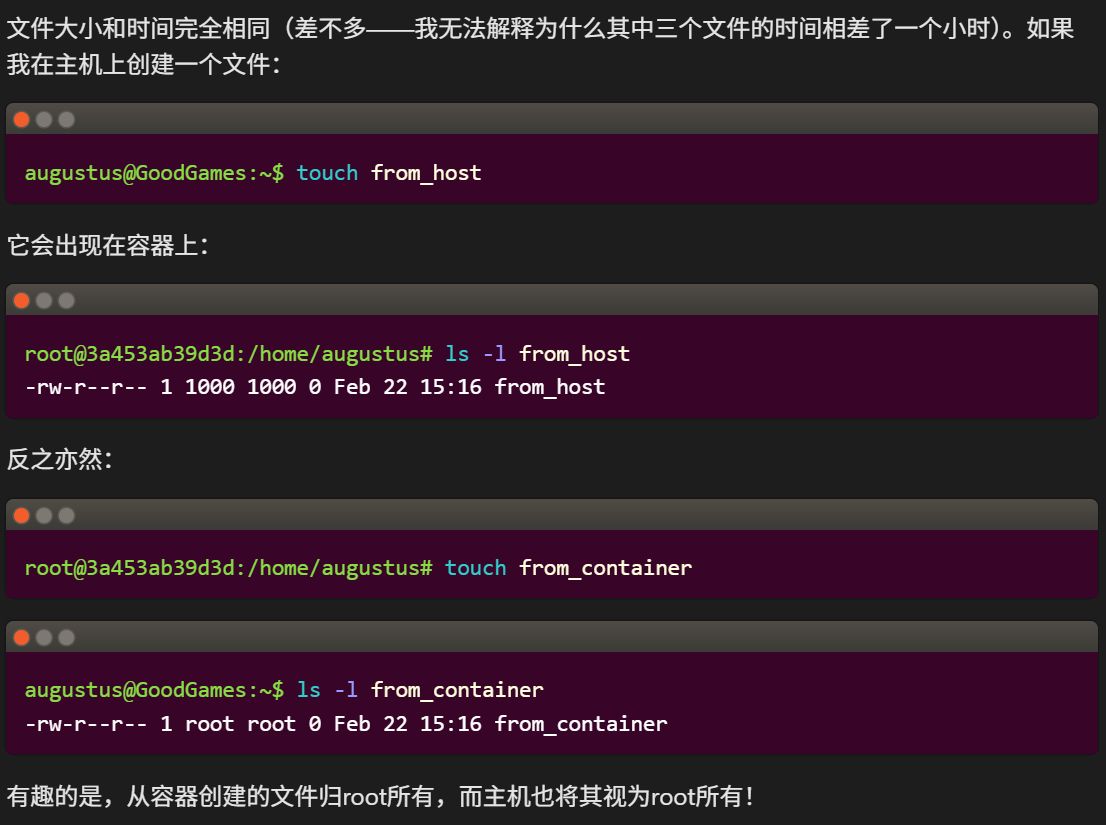 文件大小和时间完全相同（差不多——我无法解释为什么其中三个文件的时间相差了一个小时）。如果
我在主机上创建一个文件：
augustus@GoodGames:~$ touch from_host
它会出现在容器上：
root@3a453ab39d3d:/home/augustus# ls -l from_host
-rw-r--r-- 1 1000 1000 0 Feb 22 15:16 from_host
反之亦然：
root@3a453ab39d3d:/home/augustus# touch from_container
augustus@GoodGames:~$ ls -l from_container
-rw-r--r-- 1 root root 0 Feb 22 15:16 from_container
有趣的是，从容器创建的文件归root所有，而主机也将其视为root所有！